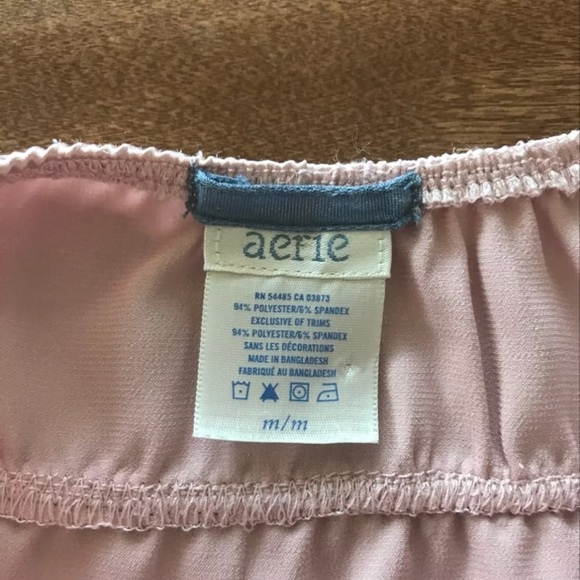 aerie
RN 54485 CA 03673
94% POLYESTER/6% SPANDEX
EXCLUSIVE OF TRIMS
94% POLYESTER/6% SPANDEX
SANS LES DÉCORATIONS
MADE IN BANGLADESH
FABRIQUÉ AU BANGLADESH
m/m